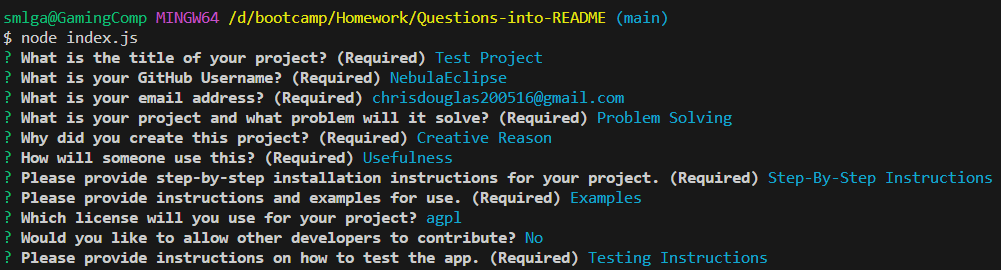 smlga@GamingComp MINGW64 /d/bootcamp/Homework/Questions-into-README (main)
$ node index.js
? What is the title of your project? (Required) Test Project
? What is your GitHub Username? (Required) NebulaEclipse
? What is your email address? (Required) chrisdouglas200516@gmail.com
? What is your project and what problem will it solve? (Required) Problem Solving
? Why did you create this project? (Required) Creative Reason
? How will someone use this? (Required) Usefulness
? Please provide step-by-step installation instructions for your project. (Required) Step-By-Step Instructions
? Please provide instructions and examples for use. (Required) Examples
? Which license will you use for your project? agpl
? Would you like to allow other developers to contribute? No
? Please provide instructions on how to test the app. (Required) Testing Instructions